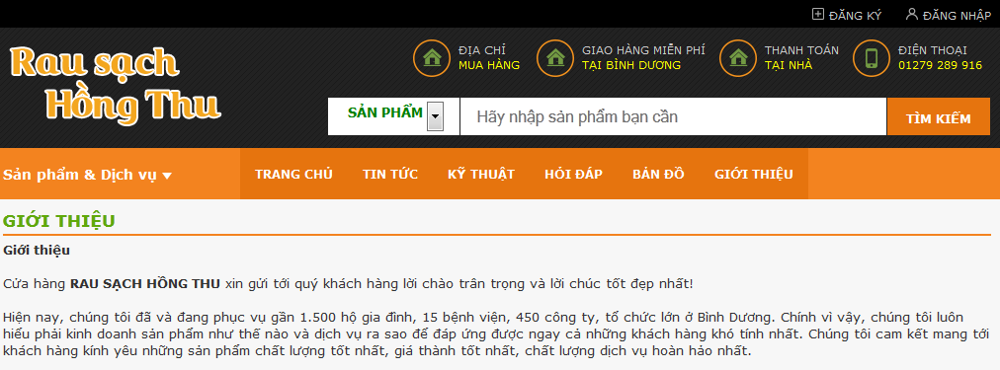 ĐĂNG KÝ ĐĂNG NHẬP
Rau sạch
Hồng Thu
ĐỊA CHỈ
MUA HÀNG
GIAO HÀNG MIỄN PHÍ
TẠI BÌNH DƯƠNG
THANH TOÁN
TẠI NHÀ
ĐIỆN THOẠI
01279 289 916
SẢN PHẨM Hãy nhập sản phẩm bạn cần TÌM KIẾM
Sản phẩm & Dịch vụ TRANG CHỦ TIN TỨC KỸ THUẬT HỎI ĐÁP BẢN ĐỒ GIỚI THIỆU
GIỚI THIỆU
Giới thiệu
Cửa hàng RAU SẠCH HỒNG THU xin gửi tới quý khách hàng lời chào trân trọng và lời chúc tốt đẹp nhất!
Hiện nay, chúng tôi đã và đang phục vụ gần 1.500 hộ gia đình, 15 bệnh viện, 450 công ty, tổ chức lớn ở Bình Dương. Chính vì vậy, chúng tôi luôn
hiểu phải kinh doanh sản phẩm như thế nào và dịch vụ ra sao để đáp ứng được ngay cả những khách hàng khó tính nhất. Chúng tôi cam kết mang tới
khách hàng kính yêu những sản phẩm chất lượng tốt nhất, giá thành tốt nhất, chất lượng dịch vụ hoàn hảo nhất.